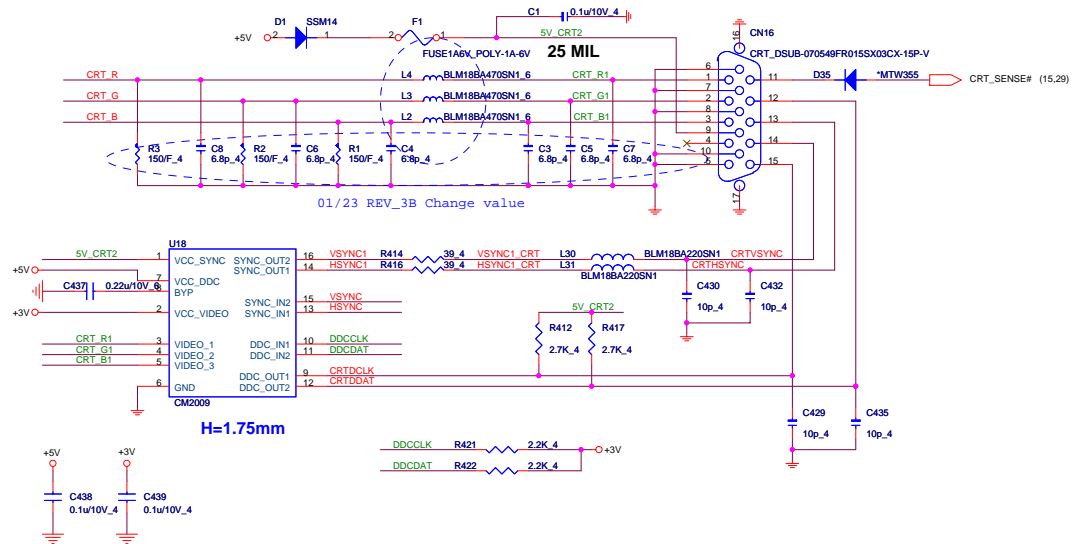 C1 0.1u/10V_4
D1 SSM14 F1
+5V 2 1 2 1 5V_CRT2
FUSE1A6V_POLY-1A-6V 25 MIL
CN16
CRT_DSUB-070549FR015SX03CX-15P-V
16
CRT_R L4 BLM18BA470SN1_6 CRT_R1
CRT_G L3 BLM18BA470SN1_6 CRT_G1
CRT_B L2 BLM18BA470SN1_6 CRT_B1
6
1 11 D35 *MTW355 CRT_SENSE# (15,29)
7
2 12
8
3 13
9
4 14
10
5 15
17
R3 150/F_4
C8 6.8p_4
R2 150/F_4
C6 6.8p_4
R1 150/F_4
C4 6.8p_4
C3 6.8p_4
C5 6.8p_4
C7 6.8p_4
01/23 REV_3B Change value
U18
5V_CRT2 1 VCC_SYNC SYNC_OUT2 16 VSYNC1 R414 39_4 VSYNC1_CRT L30 BLM18BA220SN1 CRTVSYNC
SYNC_OUT1 14 HSYNC1 R416 39_4 HSYNC1_CRT L31 BLM18BA220SN1 CRTHSYNC
+5V 7 VCC_DDC
C437 0.22u/10V_6 8 BYP
SYNC_IN2 15 VSYNC
+3V 2 VCC_VIDEO SYNC_IN1 13 HSYNC
CRT_R1 3 VIDEO_1 DDC_IN1 10 DDCCLK
CRT_G1 4 VIDEO_2 DDC_IN2 11 DDCDAT
CRT_B1 5 VIDEO_3
DDC_OUT1 9 CRTDCLK
6 GND DDC_OUT2 12 CRTDDAT
CM2009
H=1.75mm
C430 10p_4
C432 10p_4
5V_CRT2
R412 2.7K_4
R417 2.7K_4
C429 10p_4
C435 10p_4
DDCCLK R421 2.2K_4 +3V
DDCDAT R422 2.2K_4
+5V
C438
0.1u/10V_4
+3V
C439
0.1u/10V_4